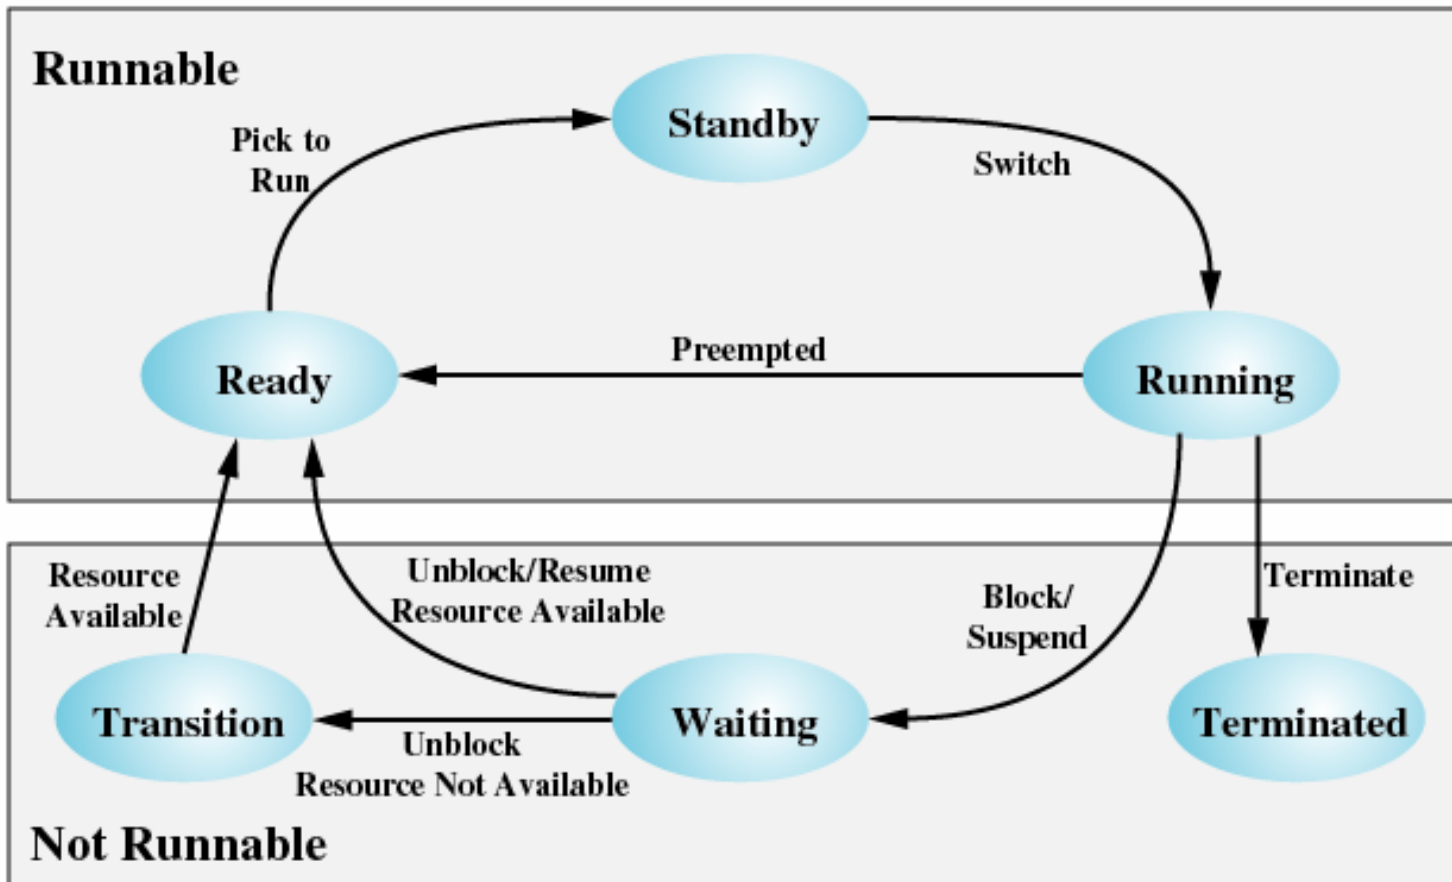 Runnable
Standby
Pick to
Run
Switch
Ready
Preempted
Running
Resource
Available
Unblock/Resume
Resource Available
Block/
Suspend
Terminate
Transition
Unblock
Resource Not Available
Waiting
Terminated
Not Runnable